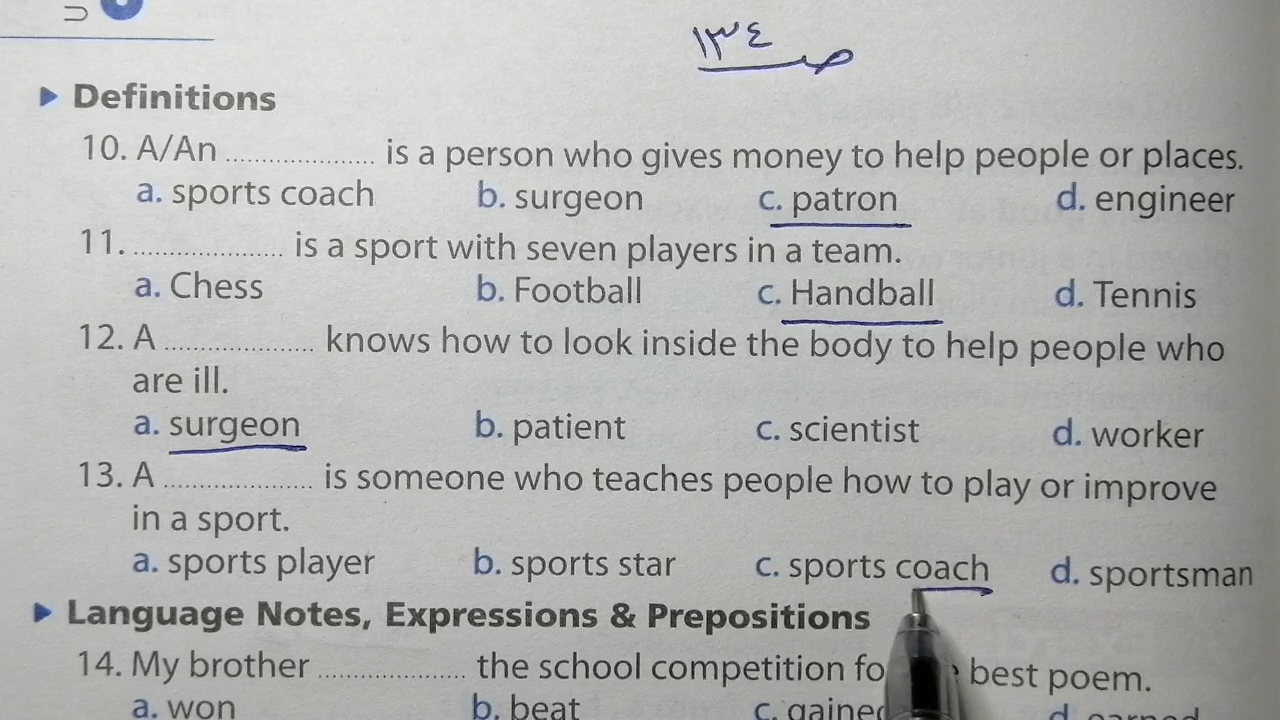 ص ١٣٤
Definitions
10. A/An .................... is a person who gives money to help people or places.
a. sports coach b. surgeon c. patron d. engineer
11. .................... is a sport with seven players in a team.
a. Chess b. Football c. Handball d. Tennis
12. A .................... knows how to look inside the body to help people who
are ill.
a. surgeon b. patient c. scientist d. worker
13. A .................... is someone who teaches people how to play or improve
in a sport.
a. sports player b. sports star c. sports coach d. sportsman
Language Notes, Expressions & Prepositions
14. My brother .................... the school competition best poem.
a. won b. beat c. gained d. earned